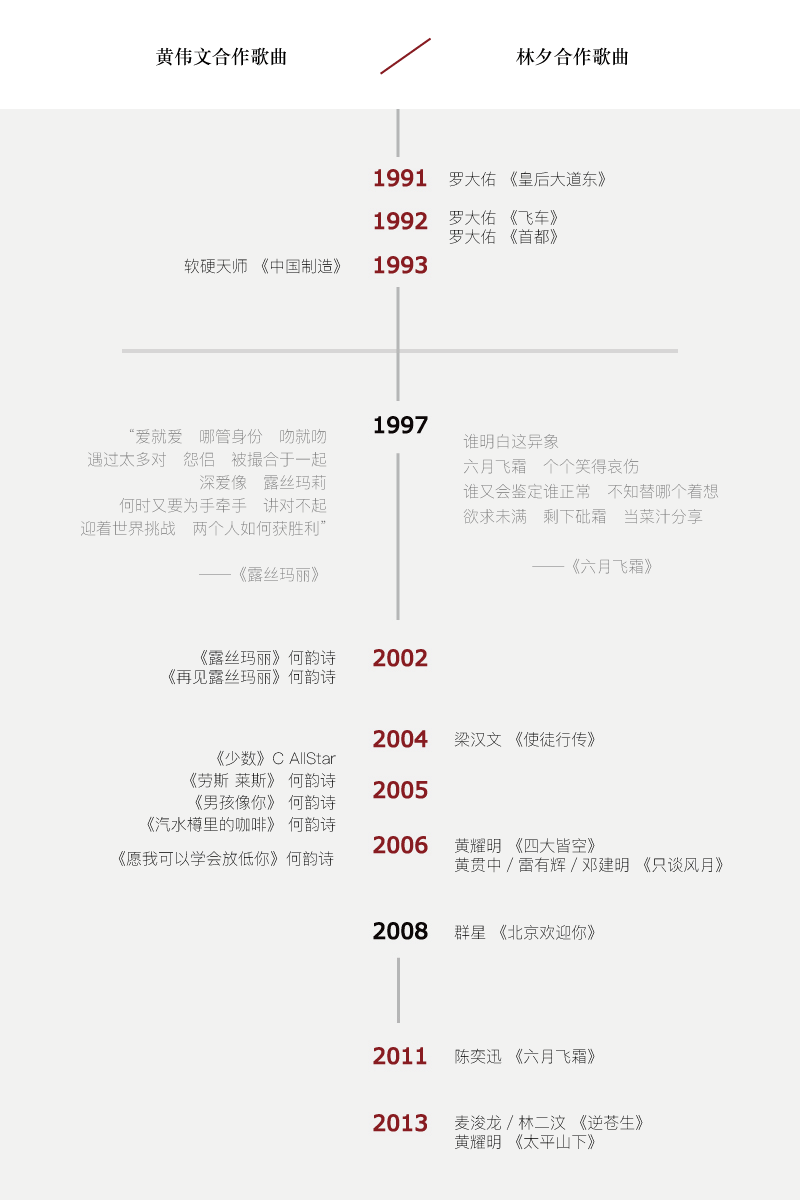 黄伟文合作歌曲
林夕合作歌曲
1991
罗大佑 《皇后大道东》
1992
罗大佑 《飞车》
罗大佑 《首都》
软硬天师 《中国制造》
1993
1997
“爱就爱 哪管身份 吻就吻
遇过太多对 怨侣 被撮合于一起
深爱像 露丝玛莉
何时又要为手牵手 讲对不起
迎着世界挑战 两个人如何获胜利”
——《露丝玛丽》
谁明白这异象
六月飞霜 个个笑得哀伤
谁又会鉴定谁正常 不知替哪个着想
欲求未满 剩下砒霜 当菜汁分享
——《六月飞霜》
《露丝玛丽》何韵诗
《再见露丝玛丽》何韵诗
2002
2004
梁汉文 《使徒行传》
《少数》C AllStar
《劳斯 莱斯》 何韵诗
《男孩像你》 何韵诗
《汽水樽里的咖啡》 何韵诗
2005
《愿我可以学会放低你》何韵诗
2006
黄耀明 《四大皆空》
黄贯中 / 雷有辉 / 邓建明 《只谈风月》
2008
群星 《北京欢迎你》
2011
陈奕迅 《六月飞霜》
2013
麦浚龙 / 林二汶 《逆苍生》
黄耀明 《太平山下》